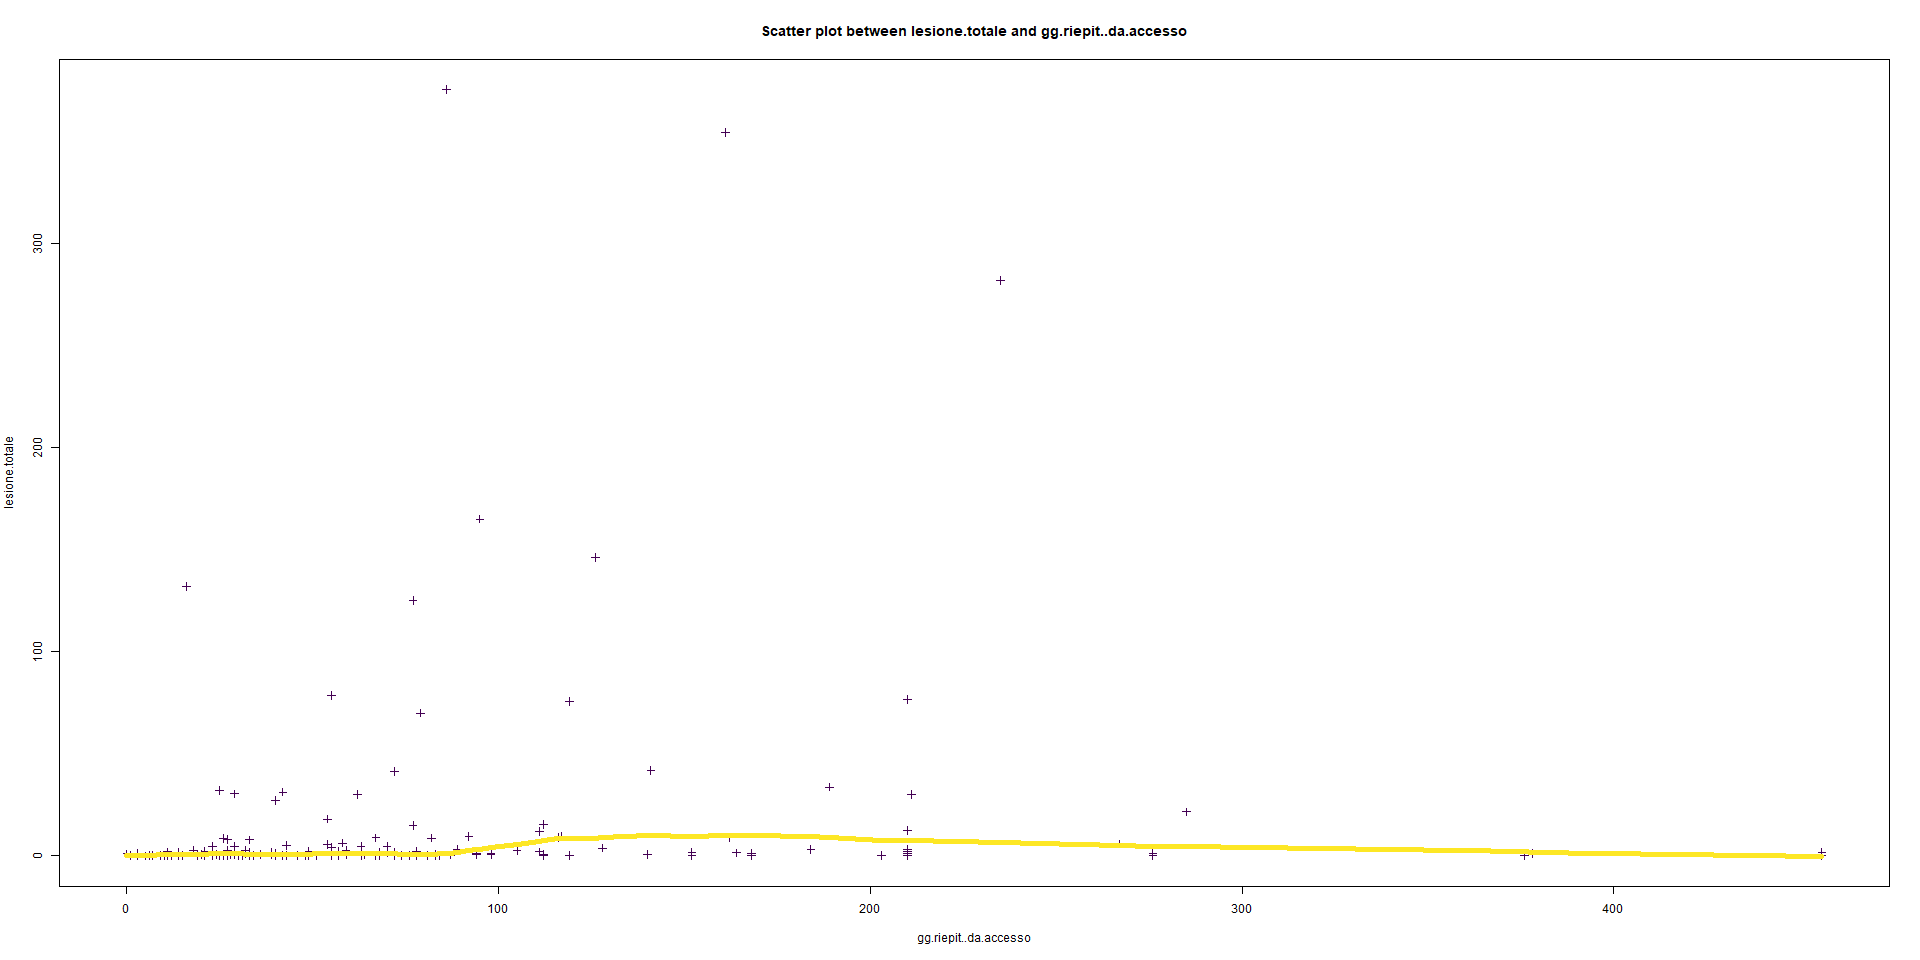 Scatter plot between lesione.totale and gg.riepit..da.accesso
lesione.totale
300
200
100
0
0 100 200 300 400
gg.riepit..da.accesso